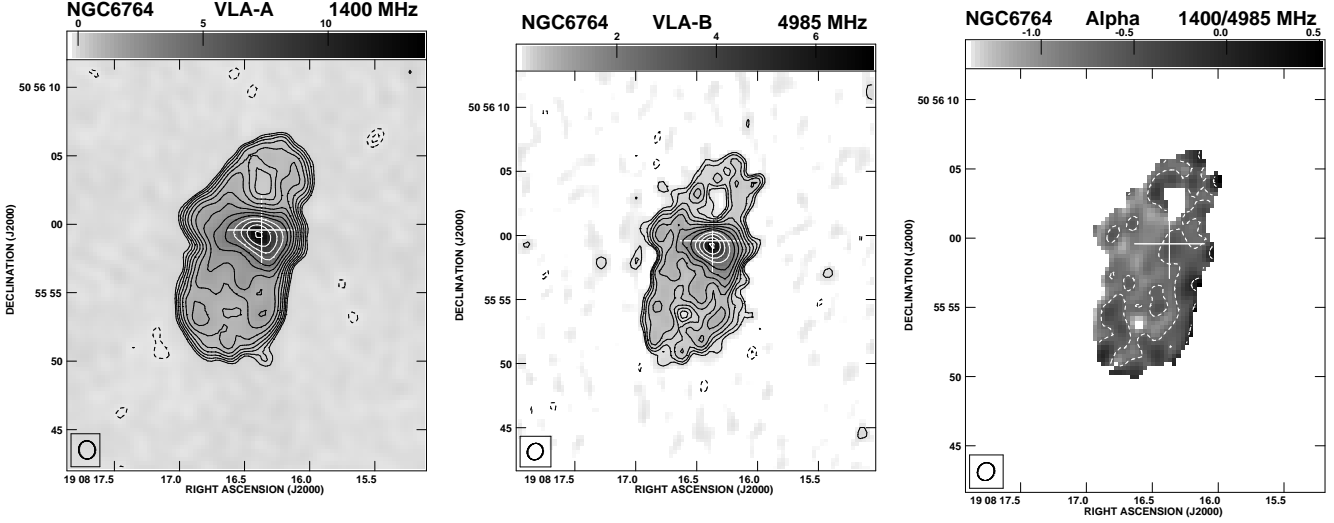 NGC6764 VLA-A 1400 MHz
0 5 10
50 56 10
05
00
55 55
50
45
DECLINATION (J2000)
19 08 17.5 17.0 16.5 16.0 15.5
RIGHT ASCENSION (J2000)
NGC6764 VLA-B 4985 MHz
2 4 6
50 56 10
05
00
55 55
50
45
DECLINATION (J2000)
19 08 17.5 17.0 16.5 16.0 15.5
RIGHT ASCENSION (J2000)
NGC6764 Alpha 1400/4985 MHz
-1.0 -0.5 0.0 0.5
50 56 10
05
00
55 55
50
45
DECLINATION (J2000)
19 08 17.5 17.0 16.5 16.0 15.5
RIGHT ASCENSION (J2000)